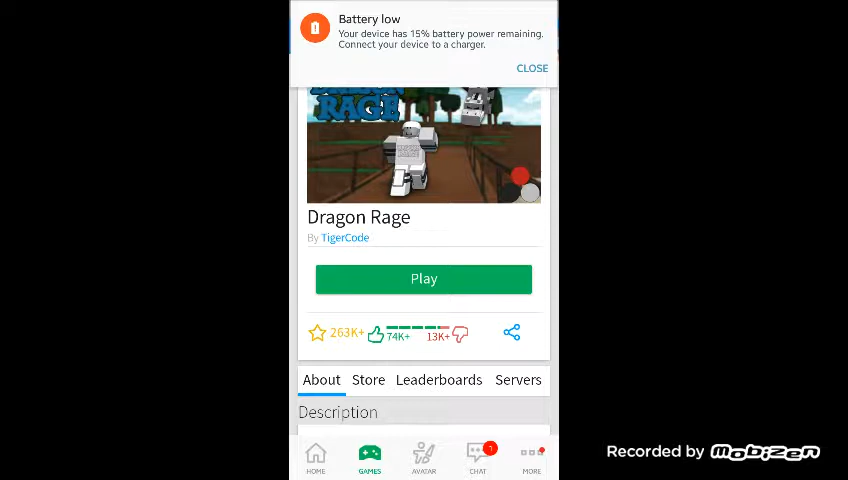 Battery low
Your device has 15% battery power remaining.
Connect your device to a charger.
CLOSE
DRAGON
RAGE
Dragon Rage
By TigerCode
Play
263K+
74K+
13K+
About
Store
Leaderboards
Servers
Description
HOME
GAMES
AVATAR
CHAT
1
MORE
Recorded by mobizen